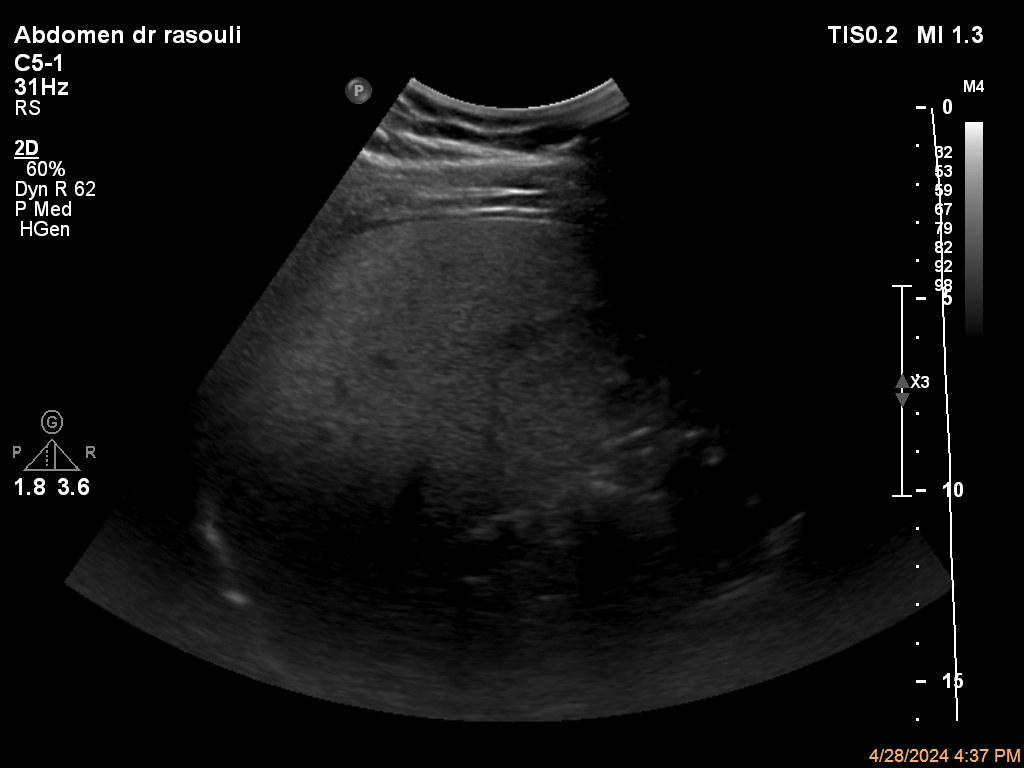 Abdomen dr rasouli
TIS0.2 MI 1.3
C5-1
31Hz
RS
2D
60%
Dyn R 62
P Med
HGen
P
M4
0
32
53
59
67
79
82
92
98
5
X3
G
P R
1.8 3.6
10
15
4/28/2024 4:37 PM